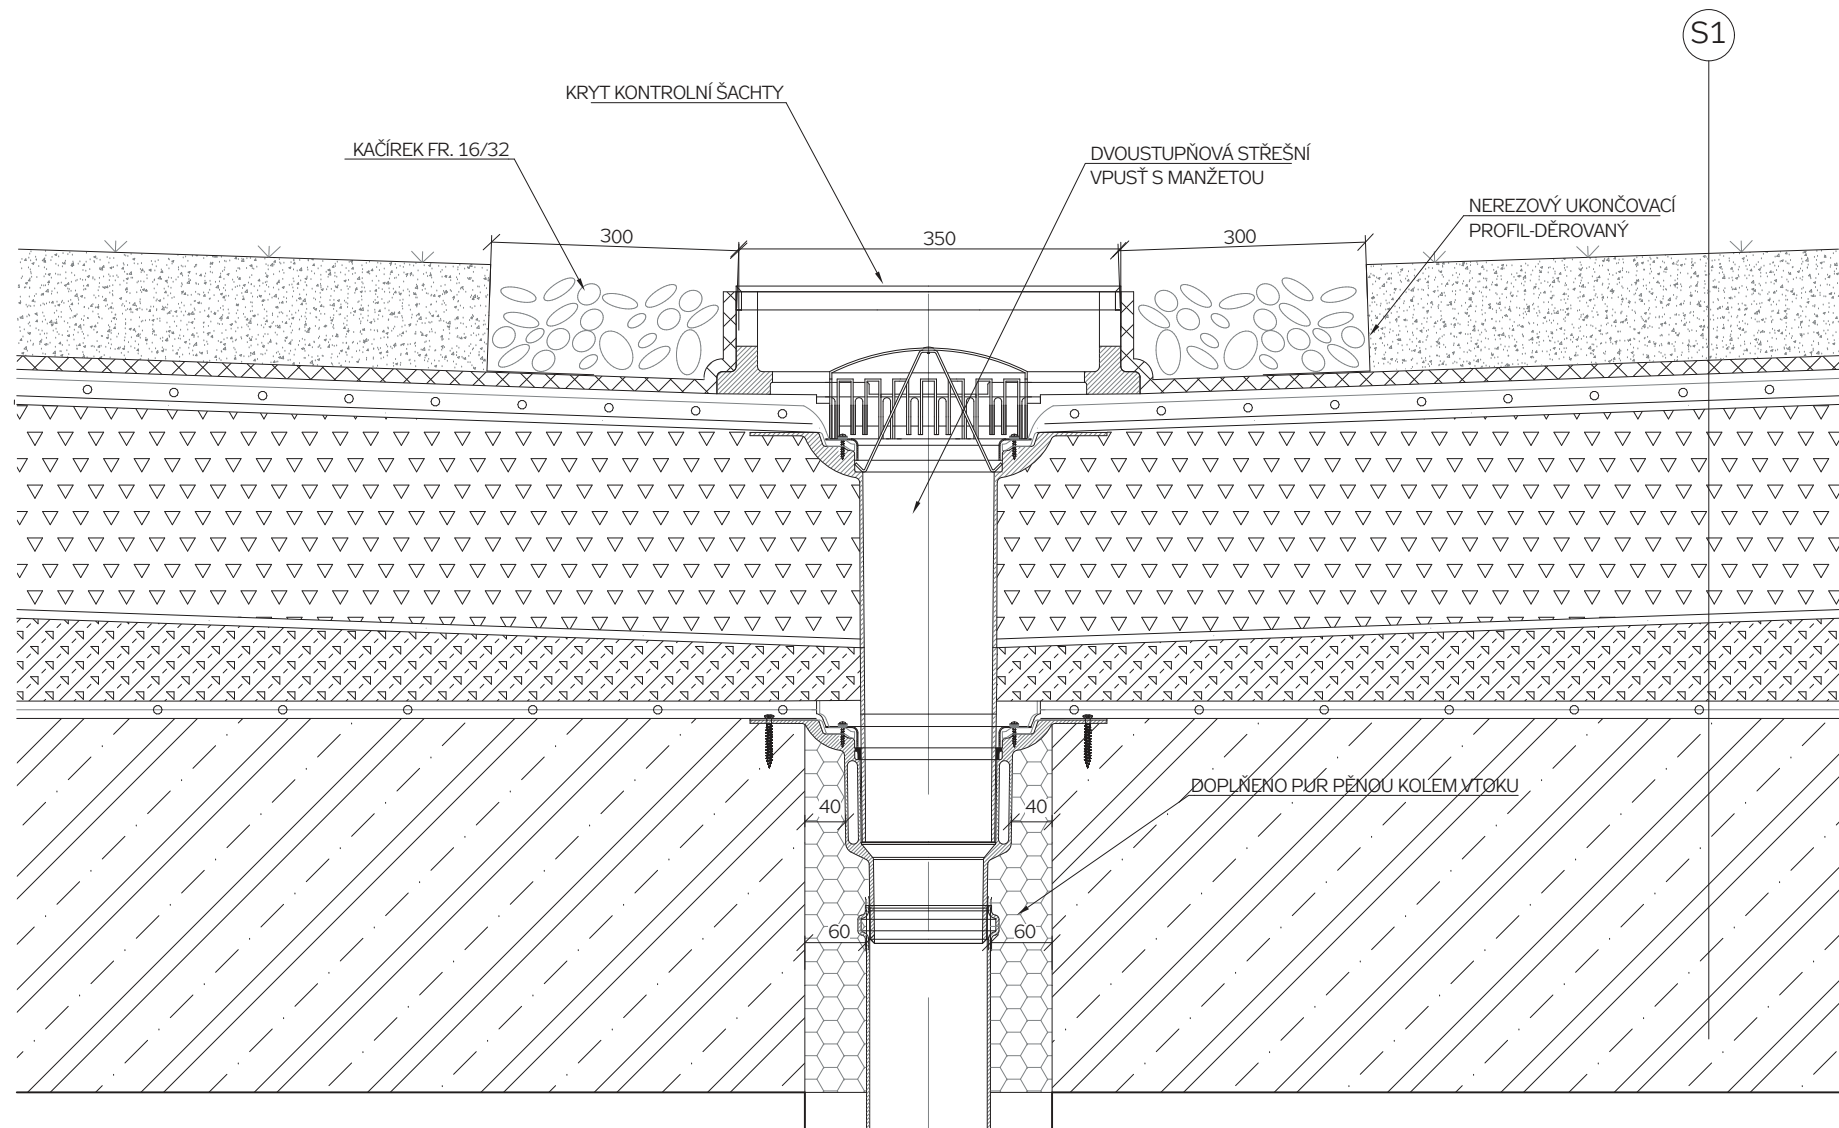 S1
KRYT KONTROLNÍ ŠACHTY
KAČÍREK FR. 16/32
DVOUSTUPŇOVÁ STŘEŠNÍ
VPUSŤ S MANŽETOU
NEREZOVÝ UKONČOVACÍ
PROFIL-DĚROVANÝ
300
350
300
DOPLŇENO PUR PĚNOU KOLEM VTOKU
40
40
60
60